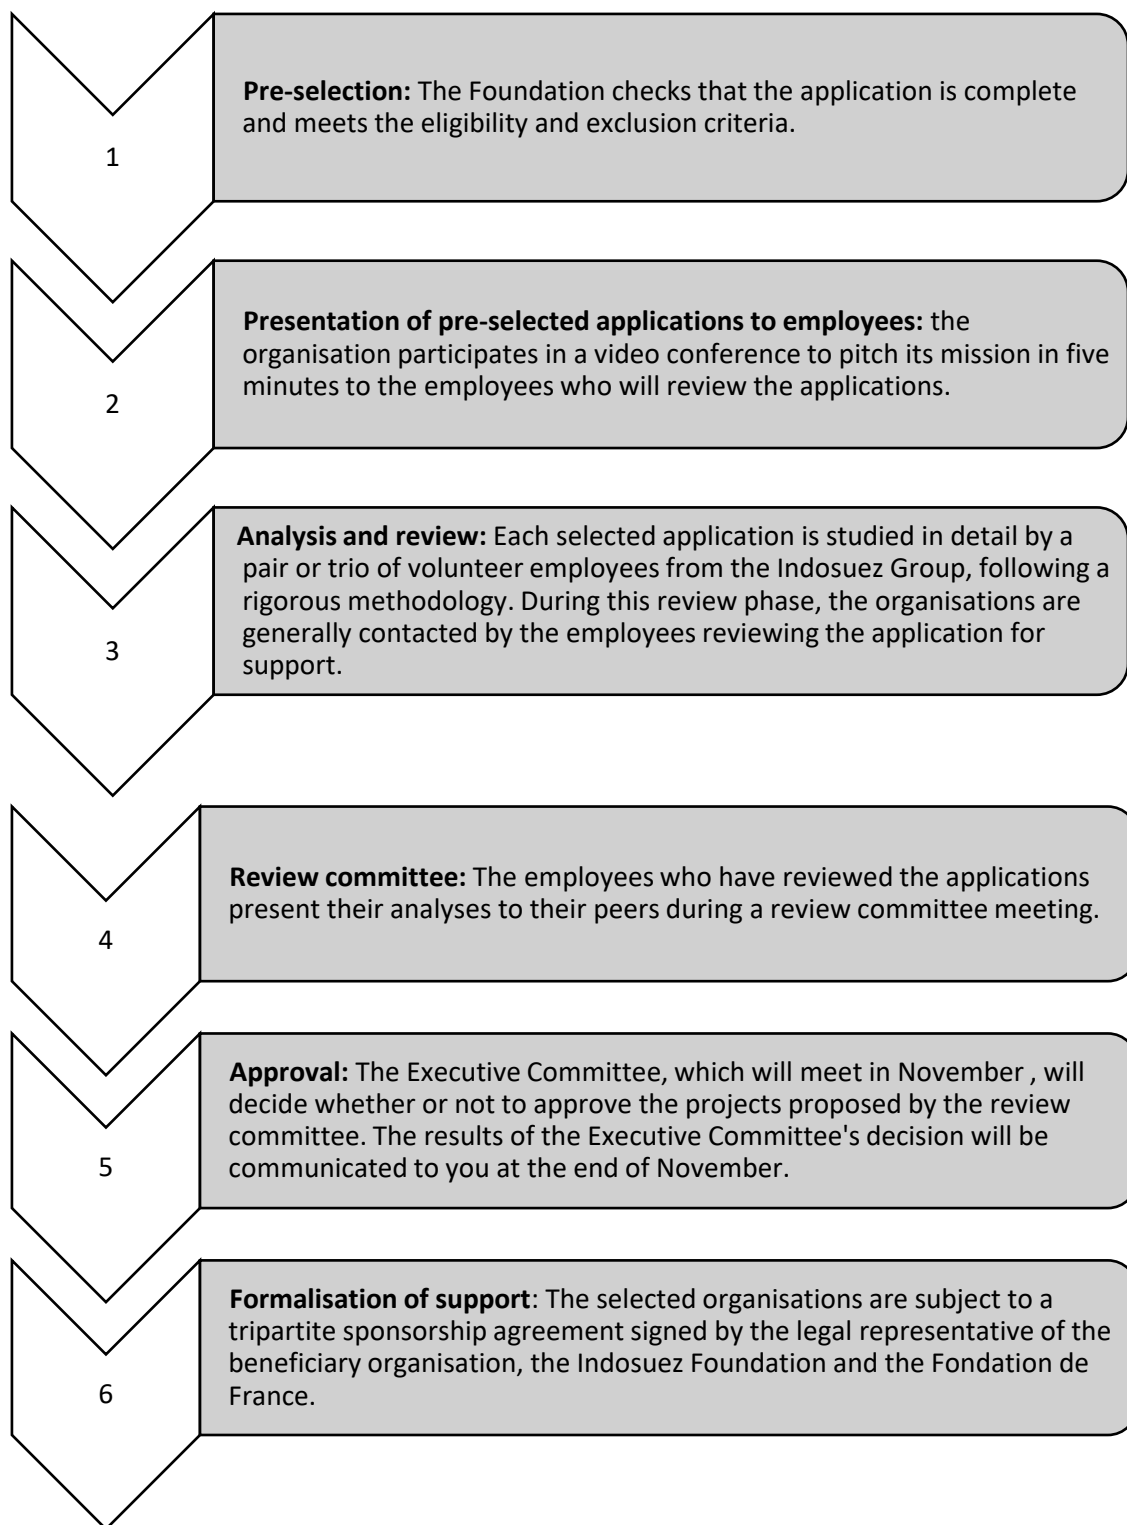 1
Pre-selection: The Foundation checks that the application is complete
and meets the eligibility and exclusion criteria.
2
Presentation of pre-selected applications to employees: the
organisation participates in a video conference to pitch its mission in five
minutes to the employees who will review the applications.
3
Analysis and review: Each selected application is studied in detail by a
pair or trio of volunteer employees from the Indosuez Group, following a
rigorous methodology. During this review phase, the organisations are
generally contacted by the employees reviewing the application for
support.
4
Review committee: The employees who have reviewed the applications
present their analyses to their peers during a review committee meeting.
5
Approval: The Executive Committee, which will meet in November , will
decide whether or not to approve the projects proposed by the review
committee. The results of the Executive Committee's decision will be
communicated to you at the end of November.
6
Formalisation of support: The selected organisations are subject to a
tripartite sponsorship agreement signed by the legal representative of the
beneficiary organisation, the Indosuez Foundation and the Fondation de
France.